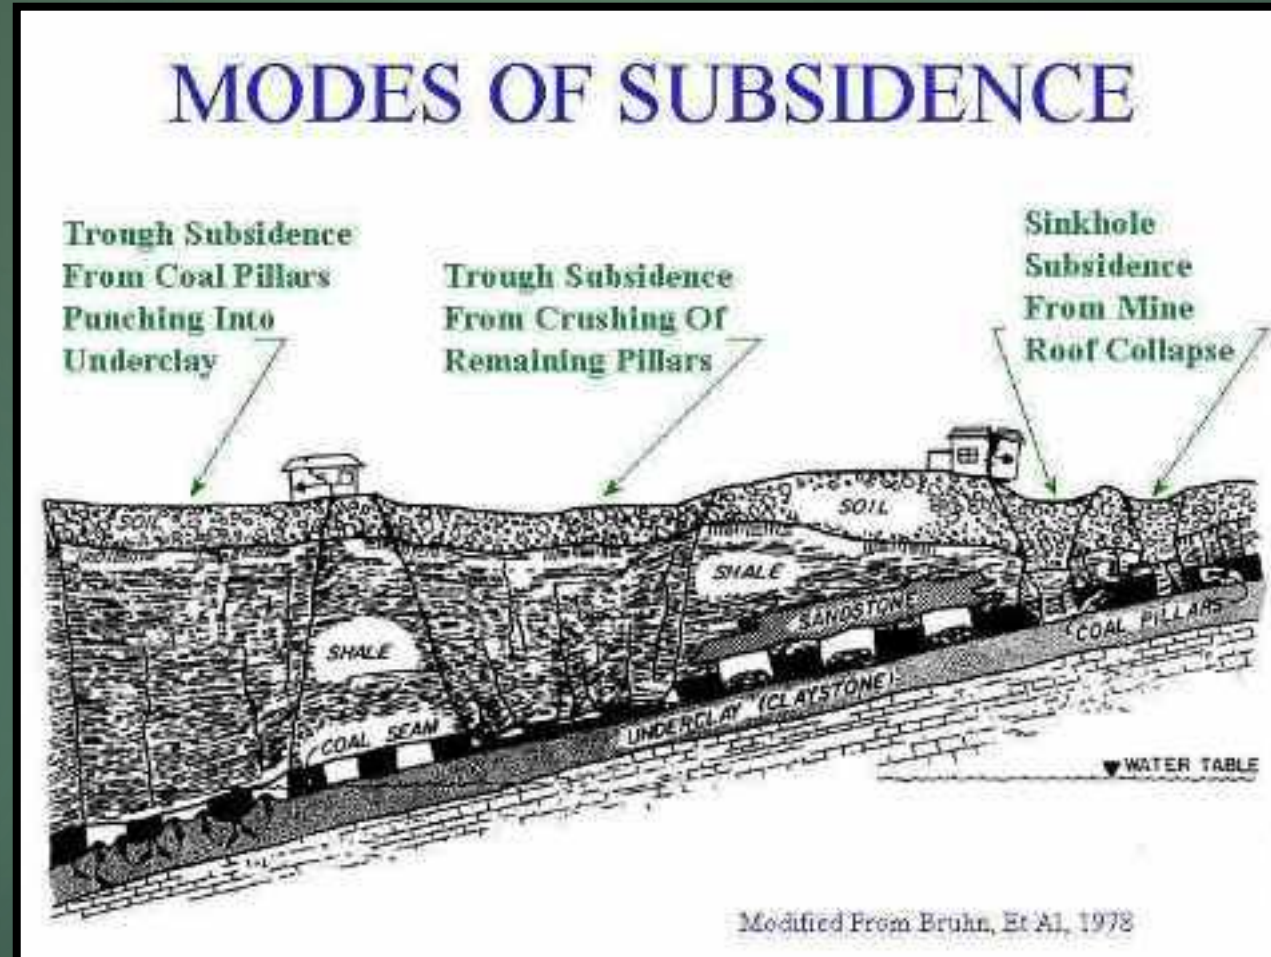 MODES OF SUBSIDENCE
Trough Subsidence
From Coal Pillars
Punching Into
Underclay
Trough Subsidence
From Crushing Of
Remaining Pillars
Sinkhole
Subsidence
From Mine
Roof Collapse
SOIL
SOIL
SHALE
SHALE
SANDSTONE
COAL PILLARS
COAL SEAM
UNDERCLAY (CLAYSTONE)
WATER TABLE
Modified From Bruhn, Et Al, 1978